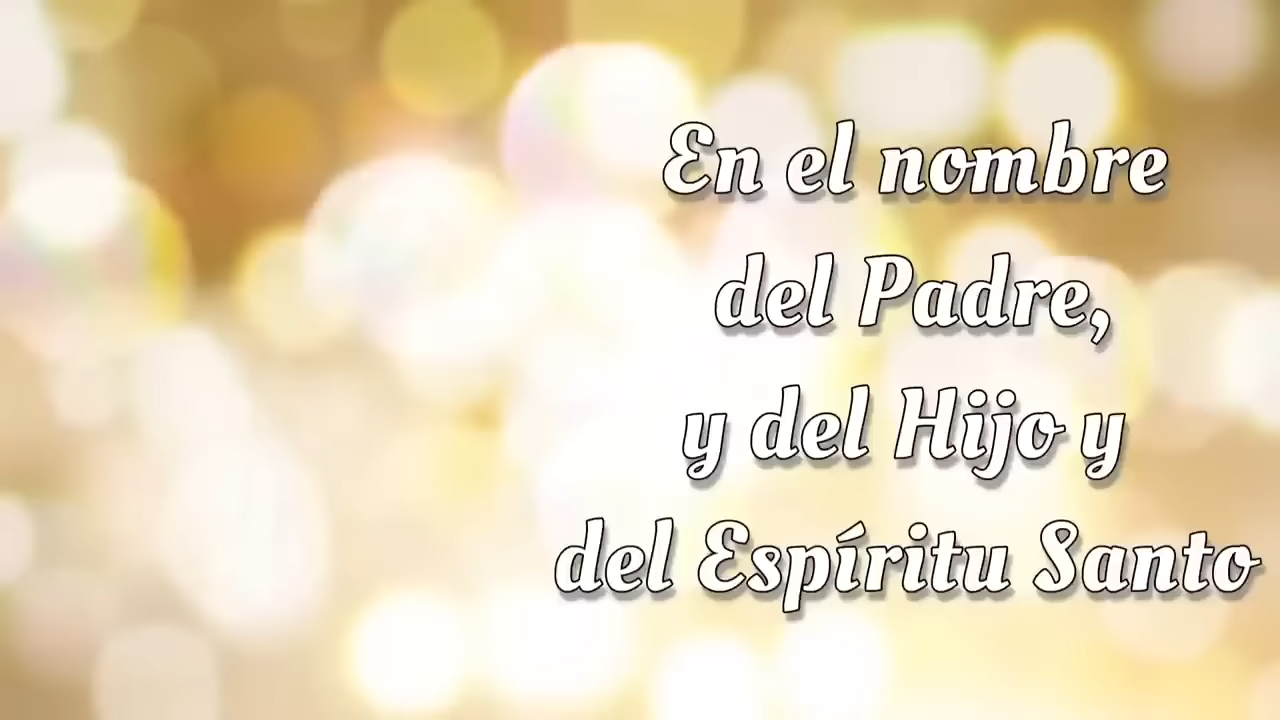 En el nombre
del Padre,
y del Hijo y
del Espíritu Santo